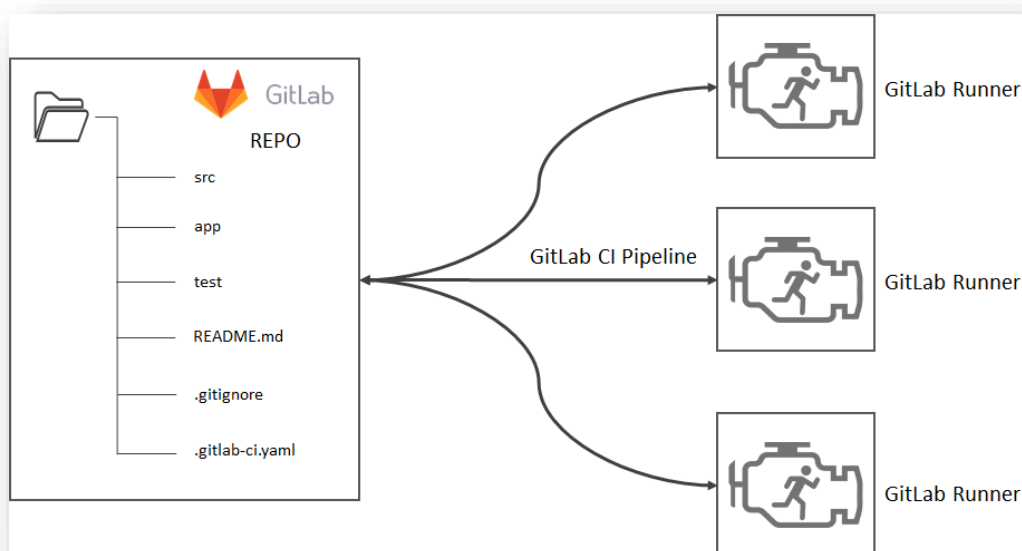 GitLab
REPO
src
app
test
README.md
.gitignore
.gitlab-ci.yaml
GitLab CI Pipeline
GitLab Runner
GitLab Runner
GitLab Runner